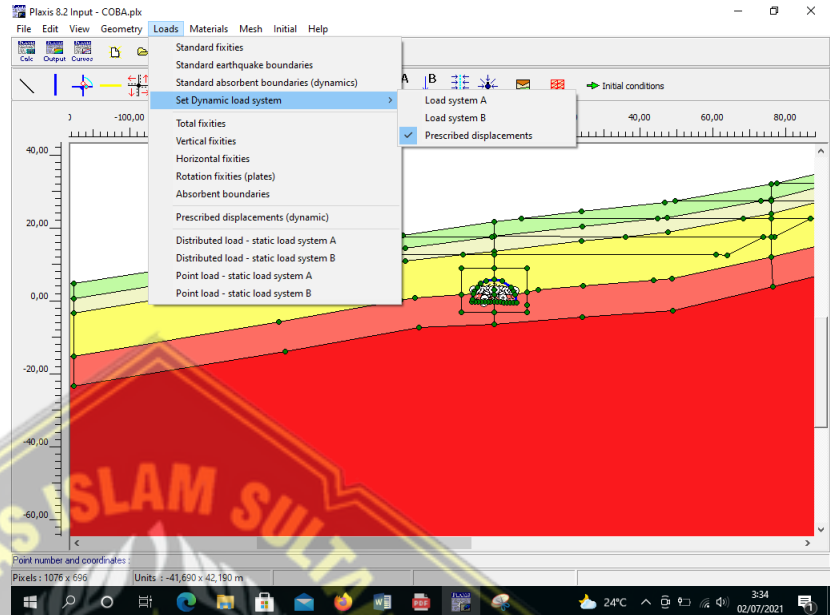 Plaxis 8.2 Input - COBA.plx
File Edit View Geometry Loads Materials Mesh Initial Help
Calc Output Curves
Standard fixities
Standard earthquake boundaries
Standard absorbent boundaries (dynamics)
Set Dynamic load system
Total fixities
Vertical fixities
Horizontal fixities
Rotation fixities (plates)
Absorbent boundaries
Prescribed displacements (dynamic)
Distributed load - static load system A
Distributed load - static load system B
Point load - static load system A
Point load - static load system B
Load system A
Load system B
Prescribed displacements
A B Initial conditions
-100,00 40,00 60,00 80,00
40,00
20,00
0,00
-20,00
-40,00
-60,00
AS ISLAM SULTA
Point number and coordinates :
Pixels : 1076 x 696 Units : -41,690 x 42,190 m
24°C 3:34
02/07/2021